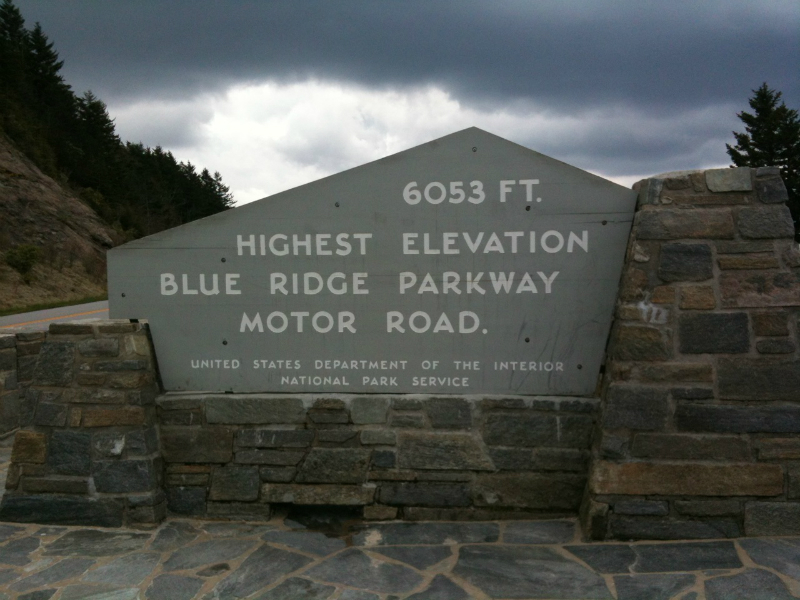 6053 FT.
HIGHEST ELEVATION
BLUE RIDGE PARKWAY
MOTOR ROAD.
UNITED STATES DEPARTMENT OF THE INTERIOR
NATIONAL PARK SERVICE